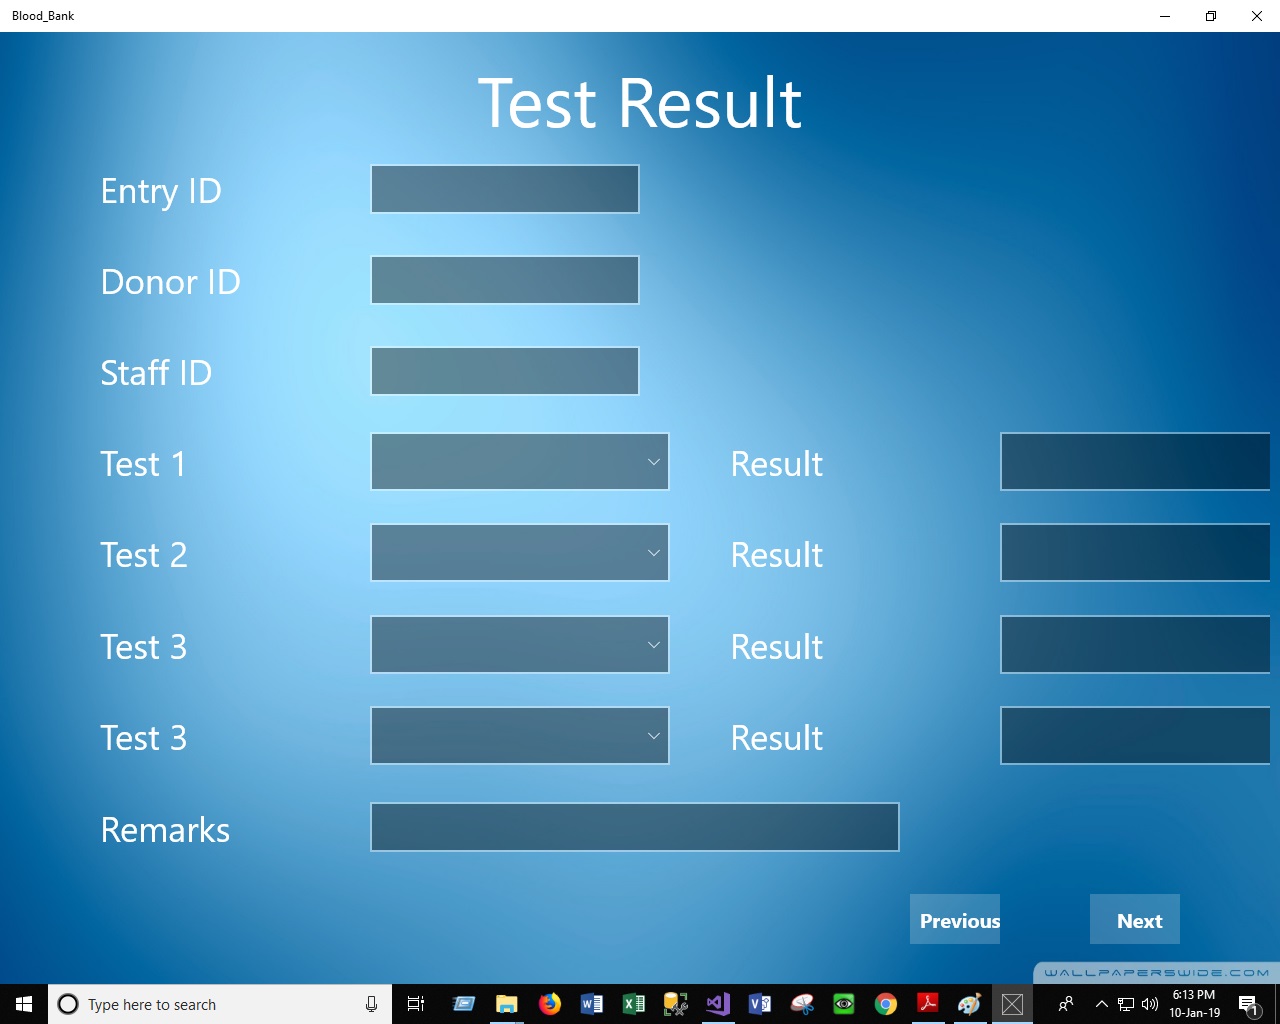 Blood_Bank
Test Result
Entry ID
Donor ID
Staff ID
Test 1 Result
Test 2 Result
Test 3 Result
Test 3 Result
Remarks
Previous Next
WALLPAPERSWIDE.COM
Type here to search
6:13 PM
10-Jan-19
1